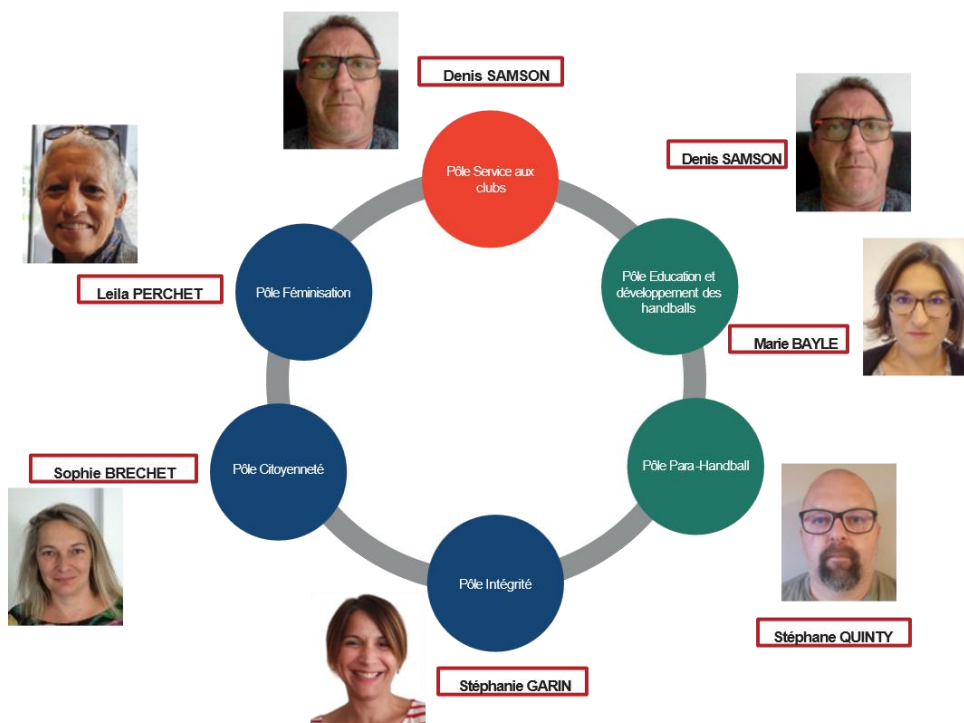 Denis SAMSON
Pôle Service aux
clubs
Denis SAMSON
Pôle Education et
développement des
handballs
Marie BAYLE
Pôle Para -Handball
Stéphane QUINTY
Pôle Intégrité
Stéphanie GARIN
Pôle Citoyenneté
Sophie BRECHET
Pôle Féminisation
Leila PERCHET